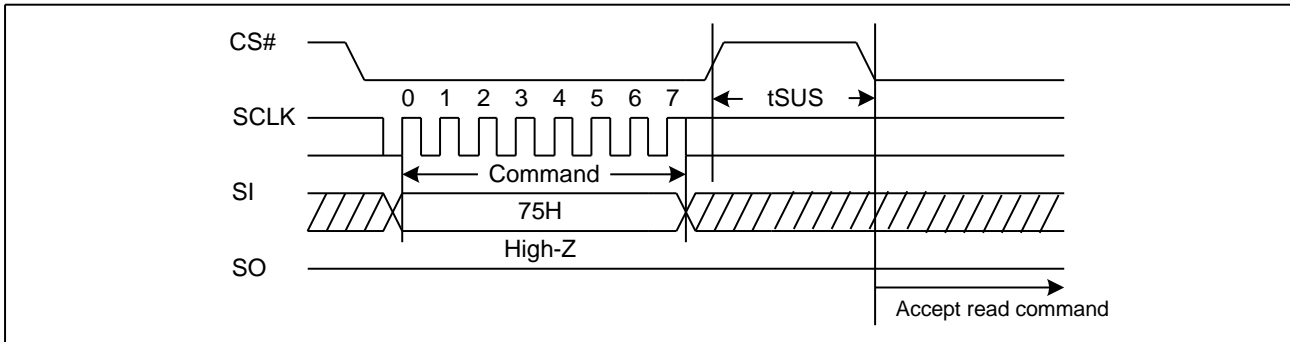 CS#
tSUS
0 1 2 3 4 5 6 7
SCLK
Command
SI
75H
High-Z
SO
Accept read command